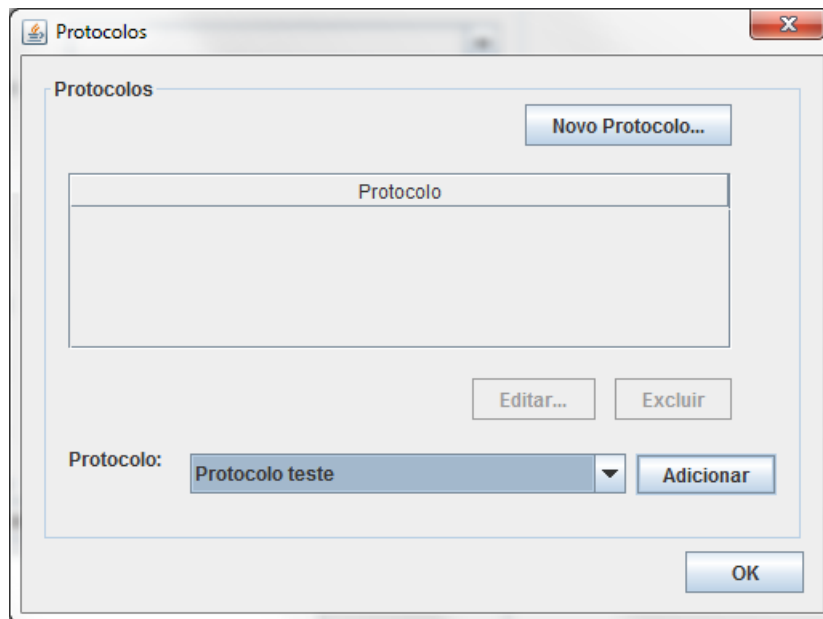 Protocolos
Protocolos
Novo Protocolo...
Protocolo
Editar... Excluir
Protocolo: Protocolo teste Adicionar
OK